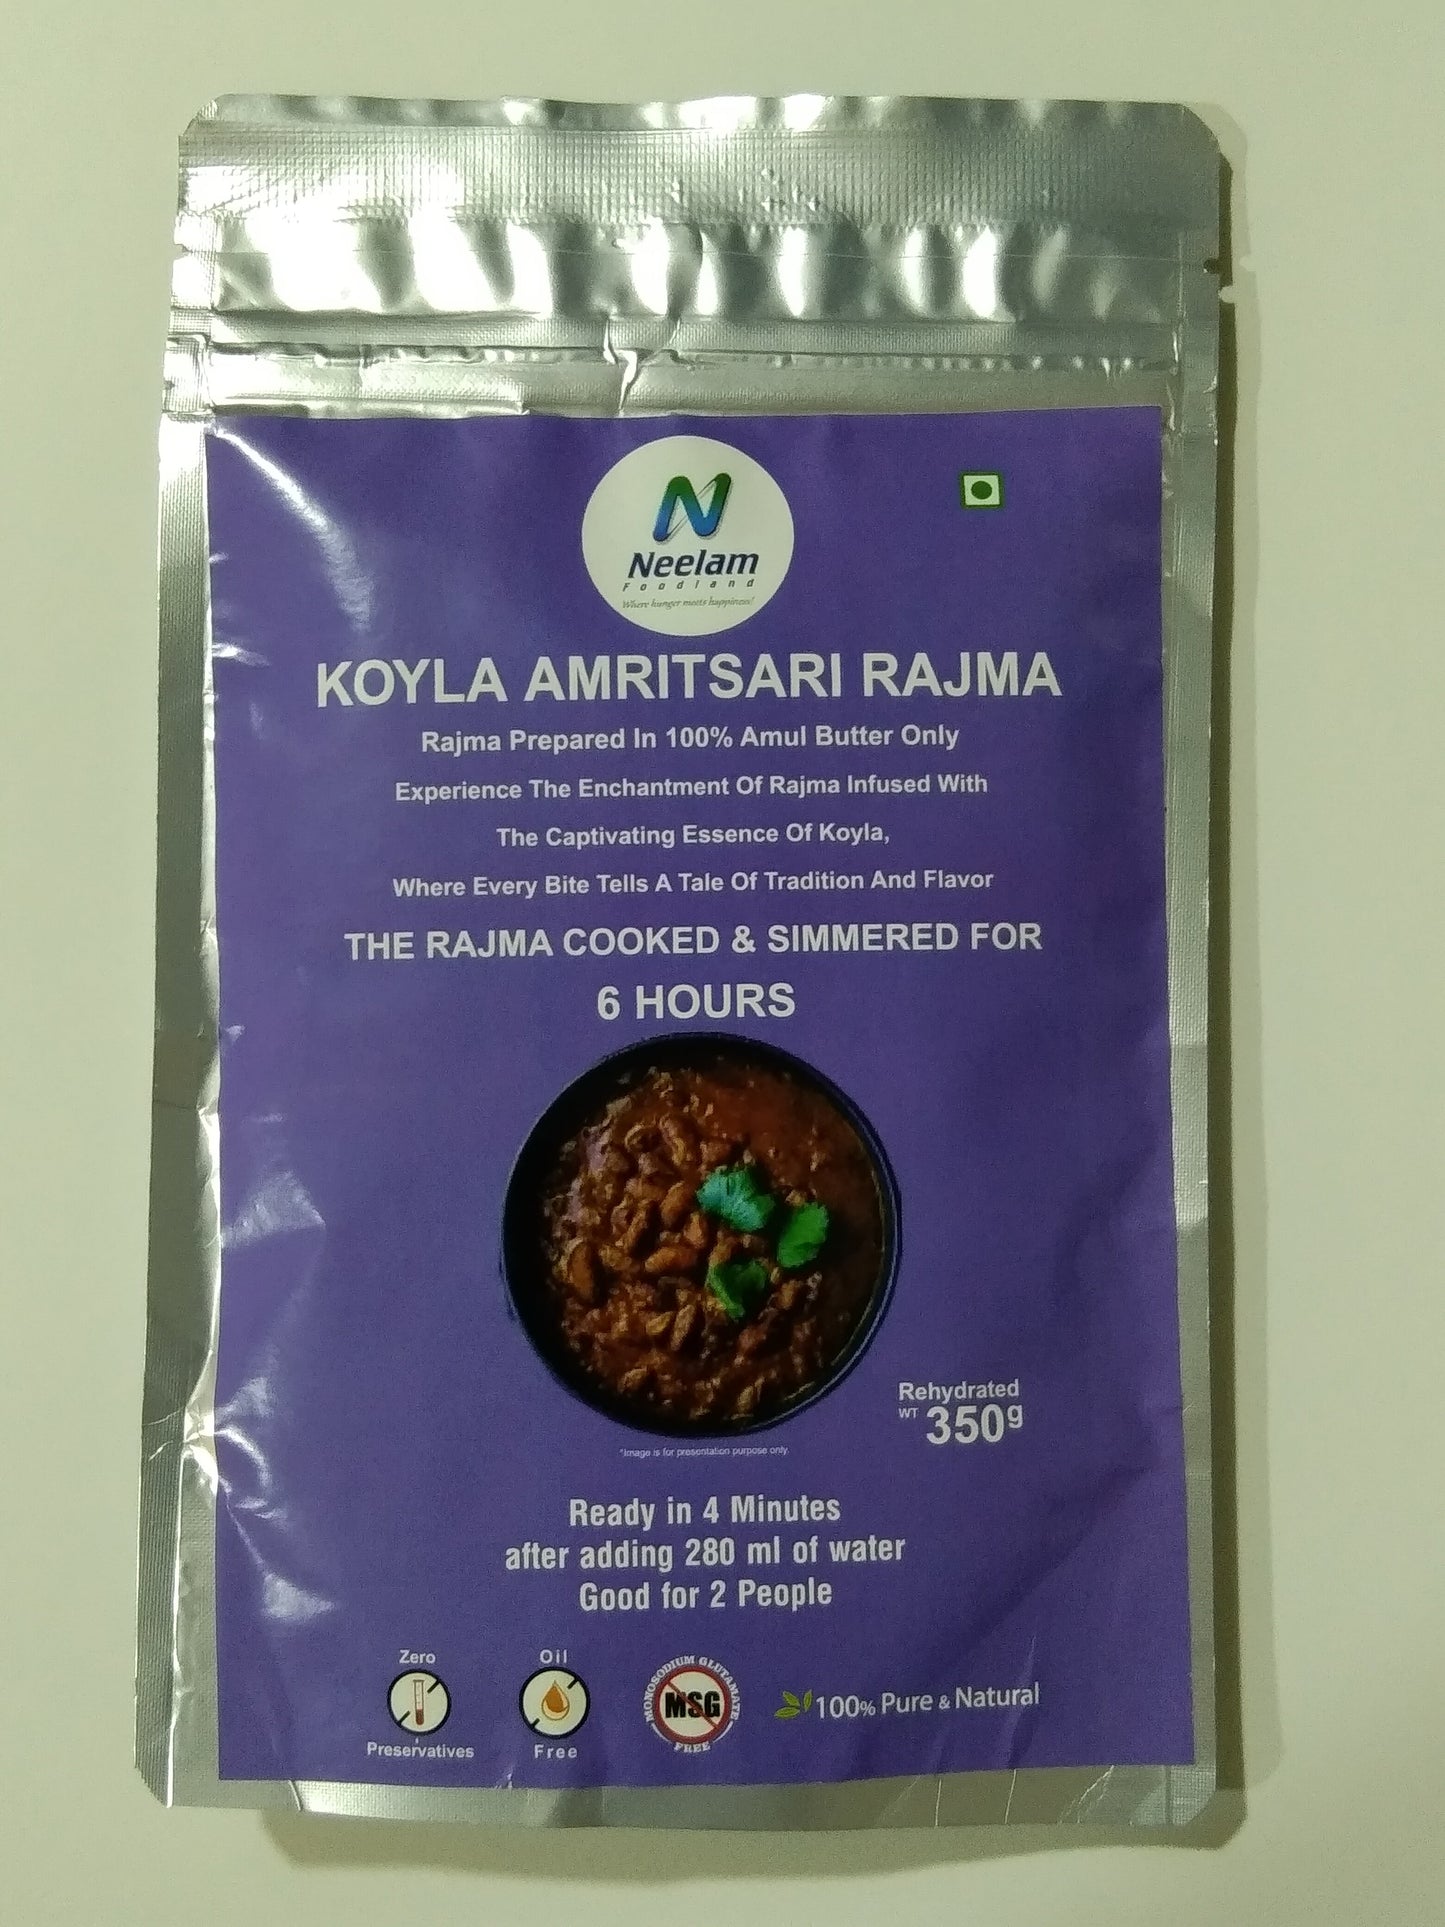 Neelam
Foodland
Where hunger meets happiness!
KOYLA AMRITSARI RAJMA
Rajma Prepared In 100% Amul Butter Only
Experience The Enchantment Of Rajma Infused With
The Captivating Essence Of Koyla,
Where Every Bite Tells A Tale Of Tradition And Flavor
THE RAJMA COOKED & SIMMERED FOR
6 HOURS
Rehydrated
WT 350g
*Image is for presentation purpose only.
Ready in 4 Minutes
after adding 280 ml of water
Good for 2 People
Zero
Preservatives
Oil
Free
MONOSODIUM GLUTAMATE
MSG
FREE
100% Pure & Natural